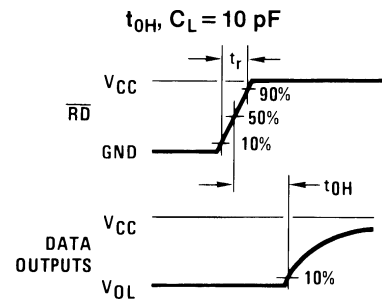 t0H, CL = 10 pF
tr
VCC
90%
RD
50%
GND
10%
t0H
VCC
DATA
OUTPUTS
10%
VOL